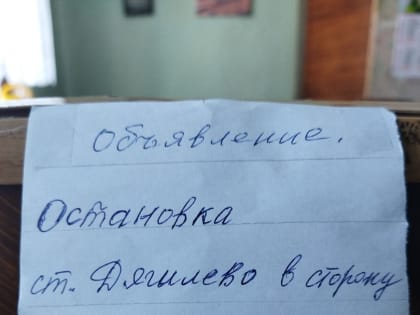 Объявление.
Остановка
ст. Дягилево в сторону